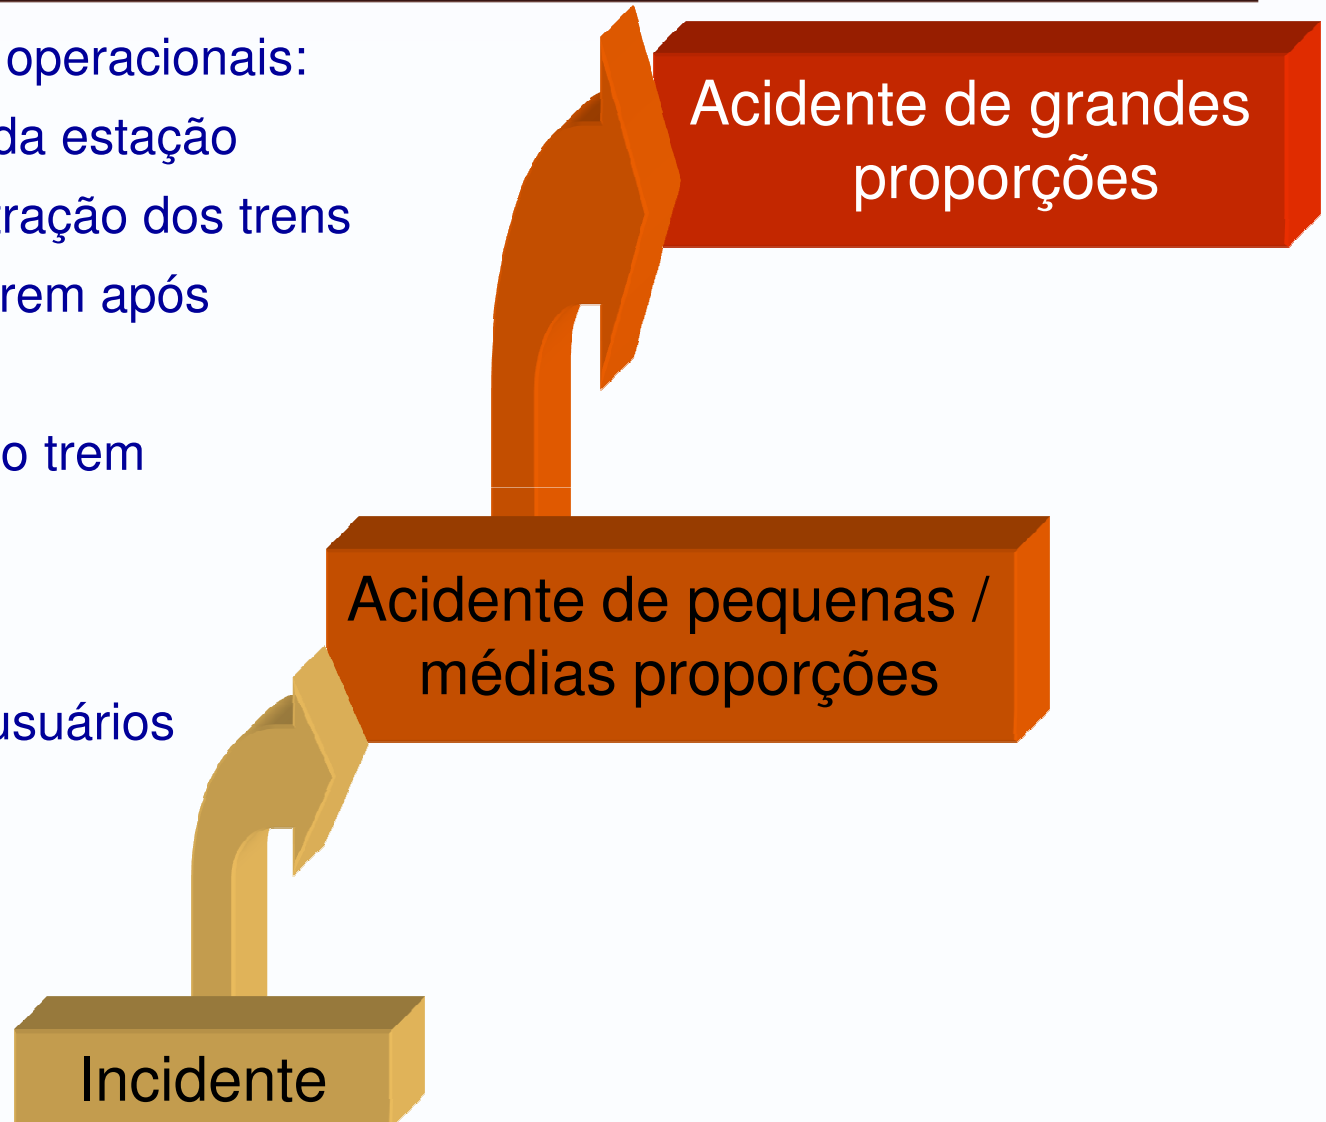 operacionais:
da estação
tração dos trens
rem após
o trem
usuários
Acidente de grandes
proporções
Acidente de pequenas /
médias proporções
Incidente